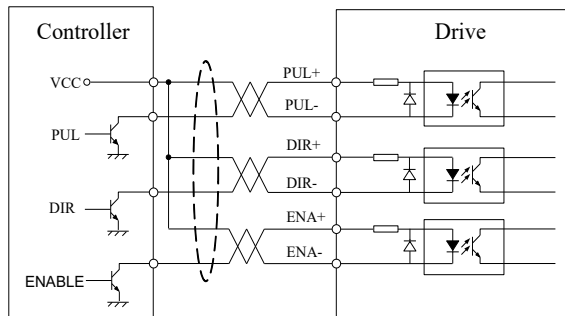 Controller
Drive
VCC
PUL+
PUL-
PUL
DIR+
DIR-
DIR
ENA+
ENA-
ENABLE